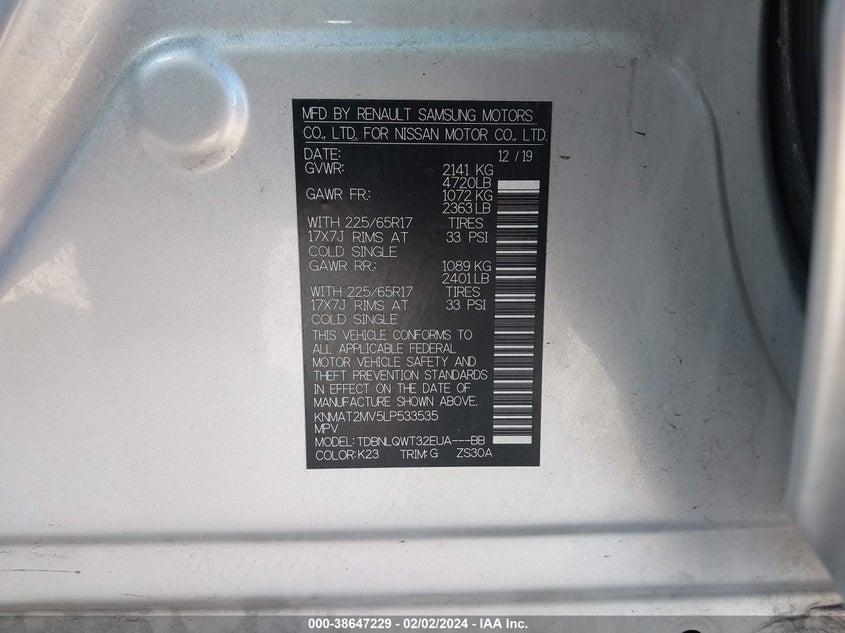 MFD BY RENAULT SAMSUNG MOTORS
CO., LTD. FOR NISSAN MOTOR CO., LTD.
DATE: 12 / 19
GVWR: 2141 KG
4720LB
GAWR FR.: 1072 KG
2363 LB
WITH 225/65R17 TIRES
17X7J RIMS AT 33 PSI
COLD SINGLE
GAWR RR.: 1089 KG
2401 LB
WITH 225/65R17 TIRES
17X7J RIMS AT 33 PSI
COLD SINGLE
THIS VEHICLE CONFORMS TO
ALL APPLICABLE FEDERAL
MOTOR VEHICLE SAFETY AND
THEFT PREVENTION STANDARDS
IN EFFECT ON THE DATE OF
MANUFACTURE SHOWN ABOVE.
KNMAT2MV5LP533535
MPV
MODEL: TDBNLQWT32EUA---BB
COLOR: K23 TRIM: G ZS30A
000-38647229 - 02/02/2024 - IAA Inc.